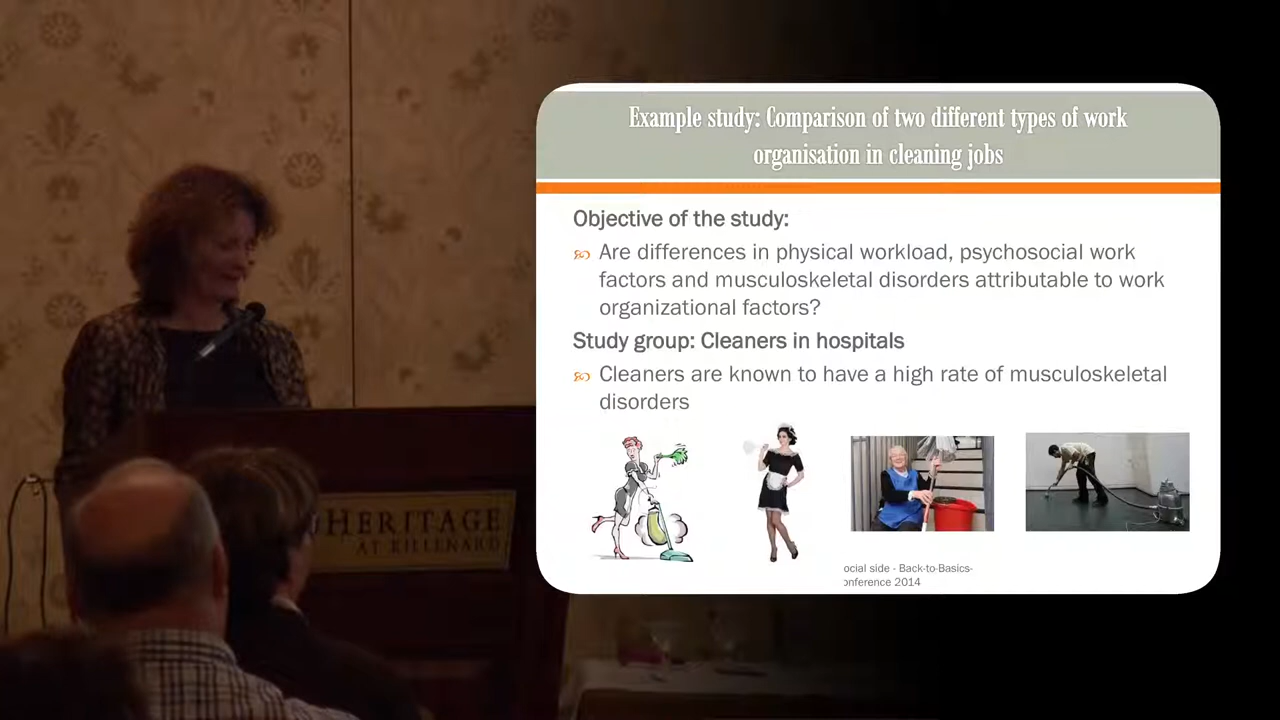 Example study: Comparison of two different types of work
organisation in cleaning jobs
Objective of the study:
Are differences in physical workload, psychosocial work
factors and musculoskeletal disorders attributable to work
organizational factors?
Study group: Cleaners in hospitals
Cleaners are known to have a high rate of musculoskeletal
disorders
ocial side - Back-to-Basics-
onference 2014
HERITAGE
AT KILLENARD